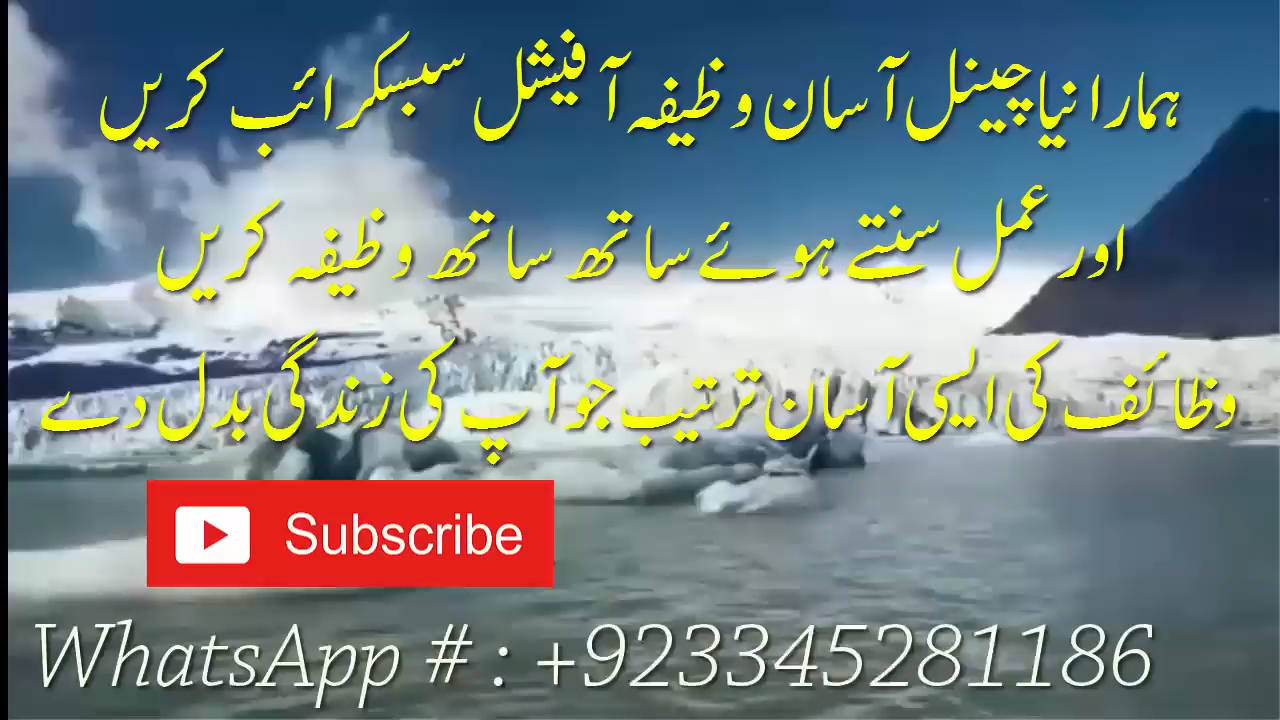 ہمارا نیا چینل آسان وظیفہ آفیشل سبسکرائب کریں
اور عمل سنتے ہوئے ساتھ ساتھ وظیفہ کریں
وظائف کی ایسی آسان ترتیب جو آپ کی زندگی بدل دے
Subscribe
WhatsApp # : +923345281186